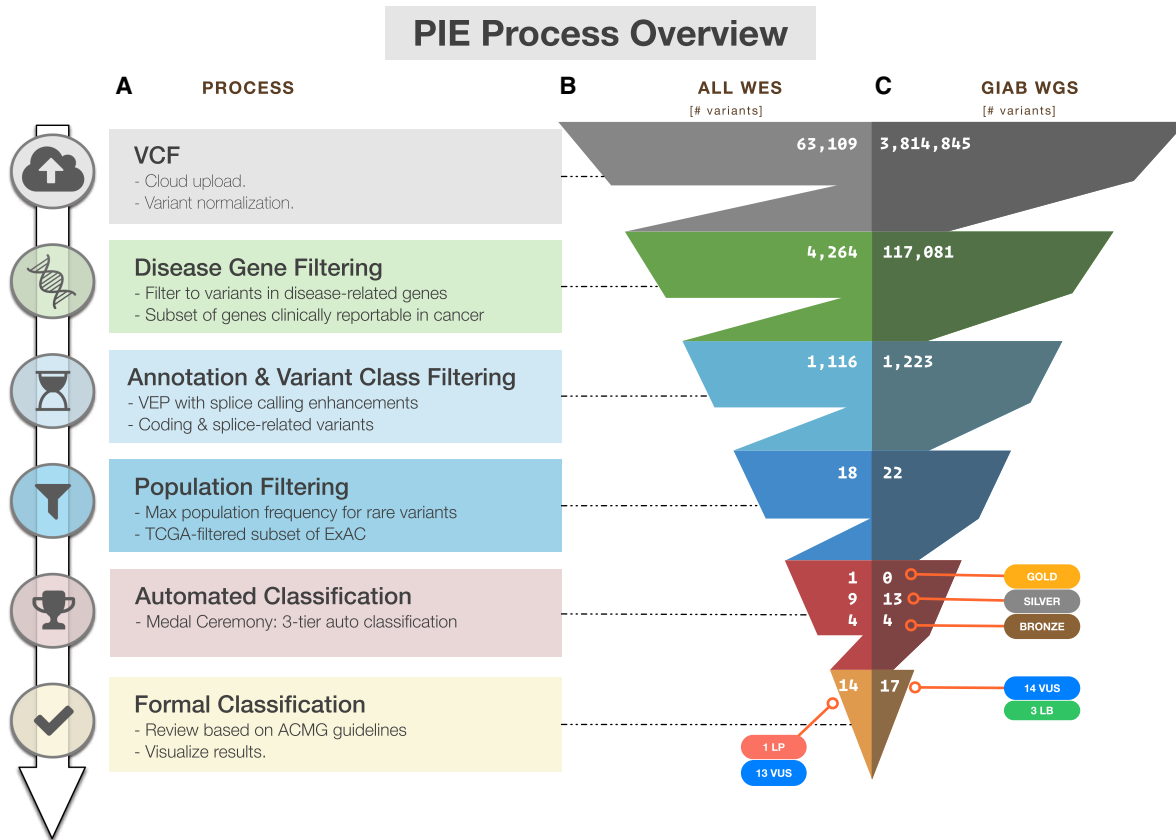 PIE Process Overview
A PROCESS
B ALL WES
[# variants]
C GIAB WGS
[# variants]
VCF
- Cloud upload.
- Variant normalization.
63,109 3,814,845
Disease Gene Filtering
- Filter to variants in disease-related genes
- Subset of genes clinically reportable in cancer
4,264 117,081
Annotation & Variant Class Filtering
- VEP with splice calling enhancements
- Coding & splice-related variants
1,116 1,223
Population Filtering
- Max population frequency for rare variants
- TCGA-filtered subset of ExAC
18 22
Automated Classification
- Medal Ceremony: 3-tier auto classification
1 0 GOLD
9 13 SILVER
4 4 BRONZE
Formal Classification
- Review based on ACMG guidelines
- Visualize results.
14 17
14 VUS
3 LB
1 LP
13 VUS